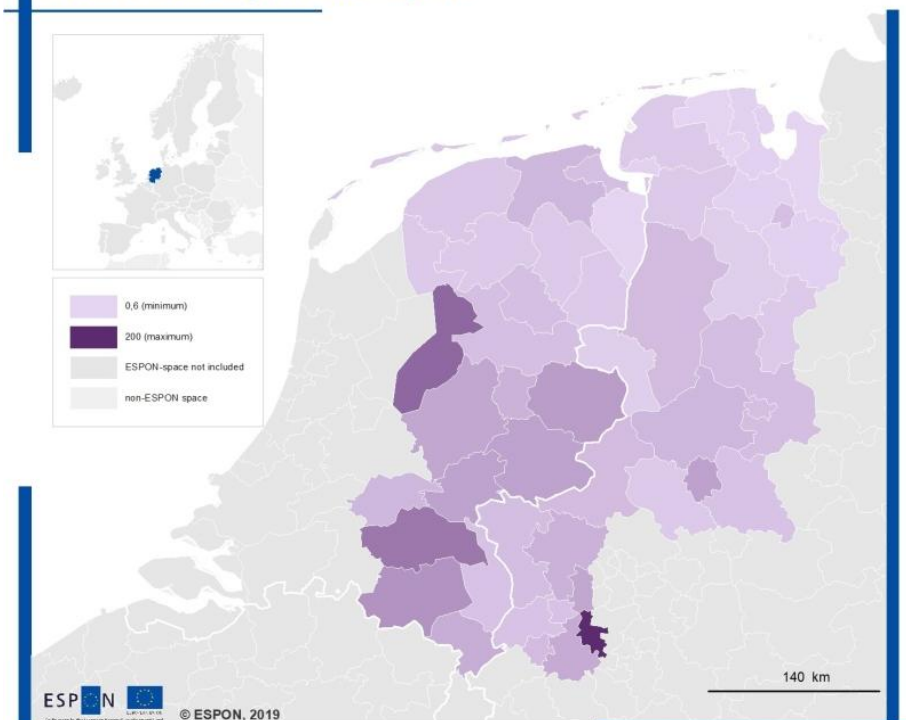 0,6 (minimum)
200 (maximum)
ESPON-space not included
non-ESPON space
140 km
ESPON
© ESPON, 2019